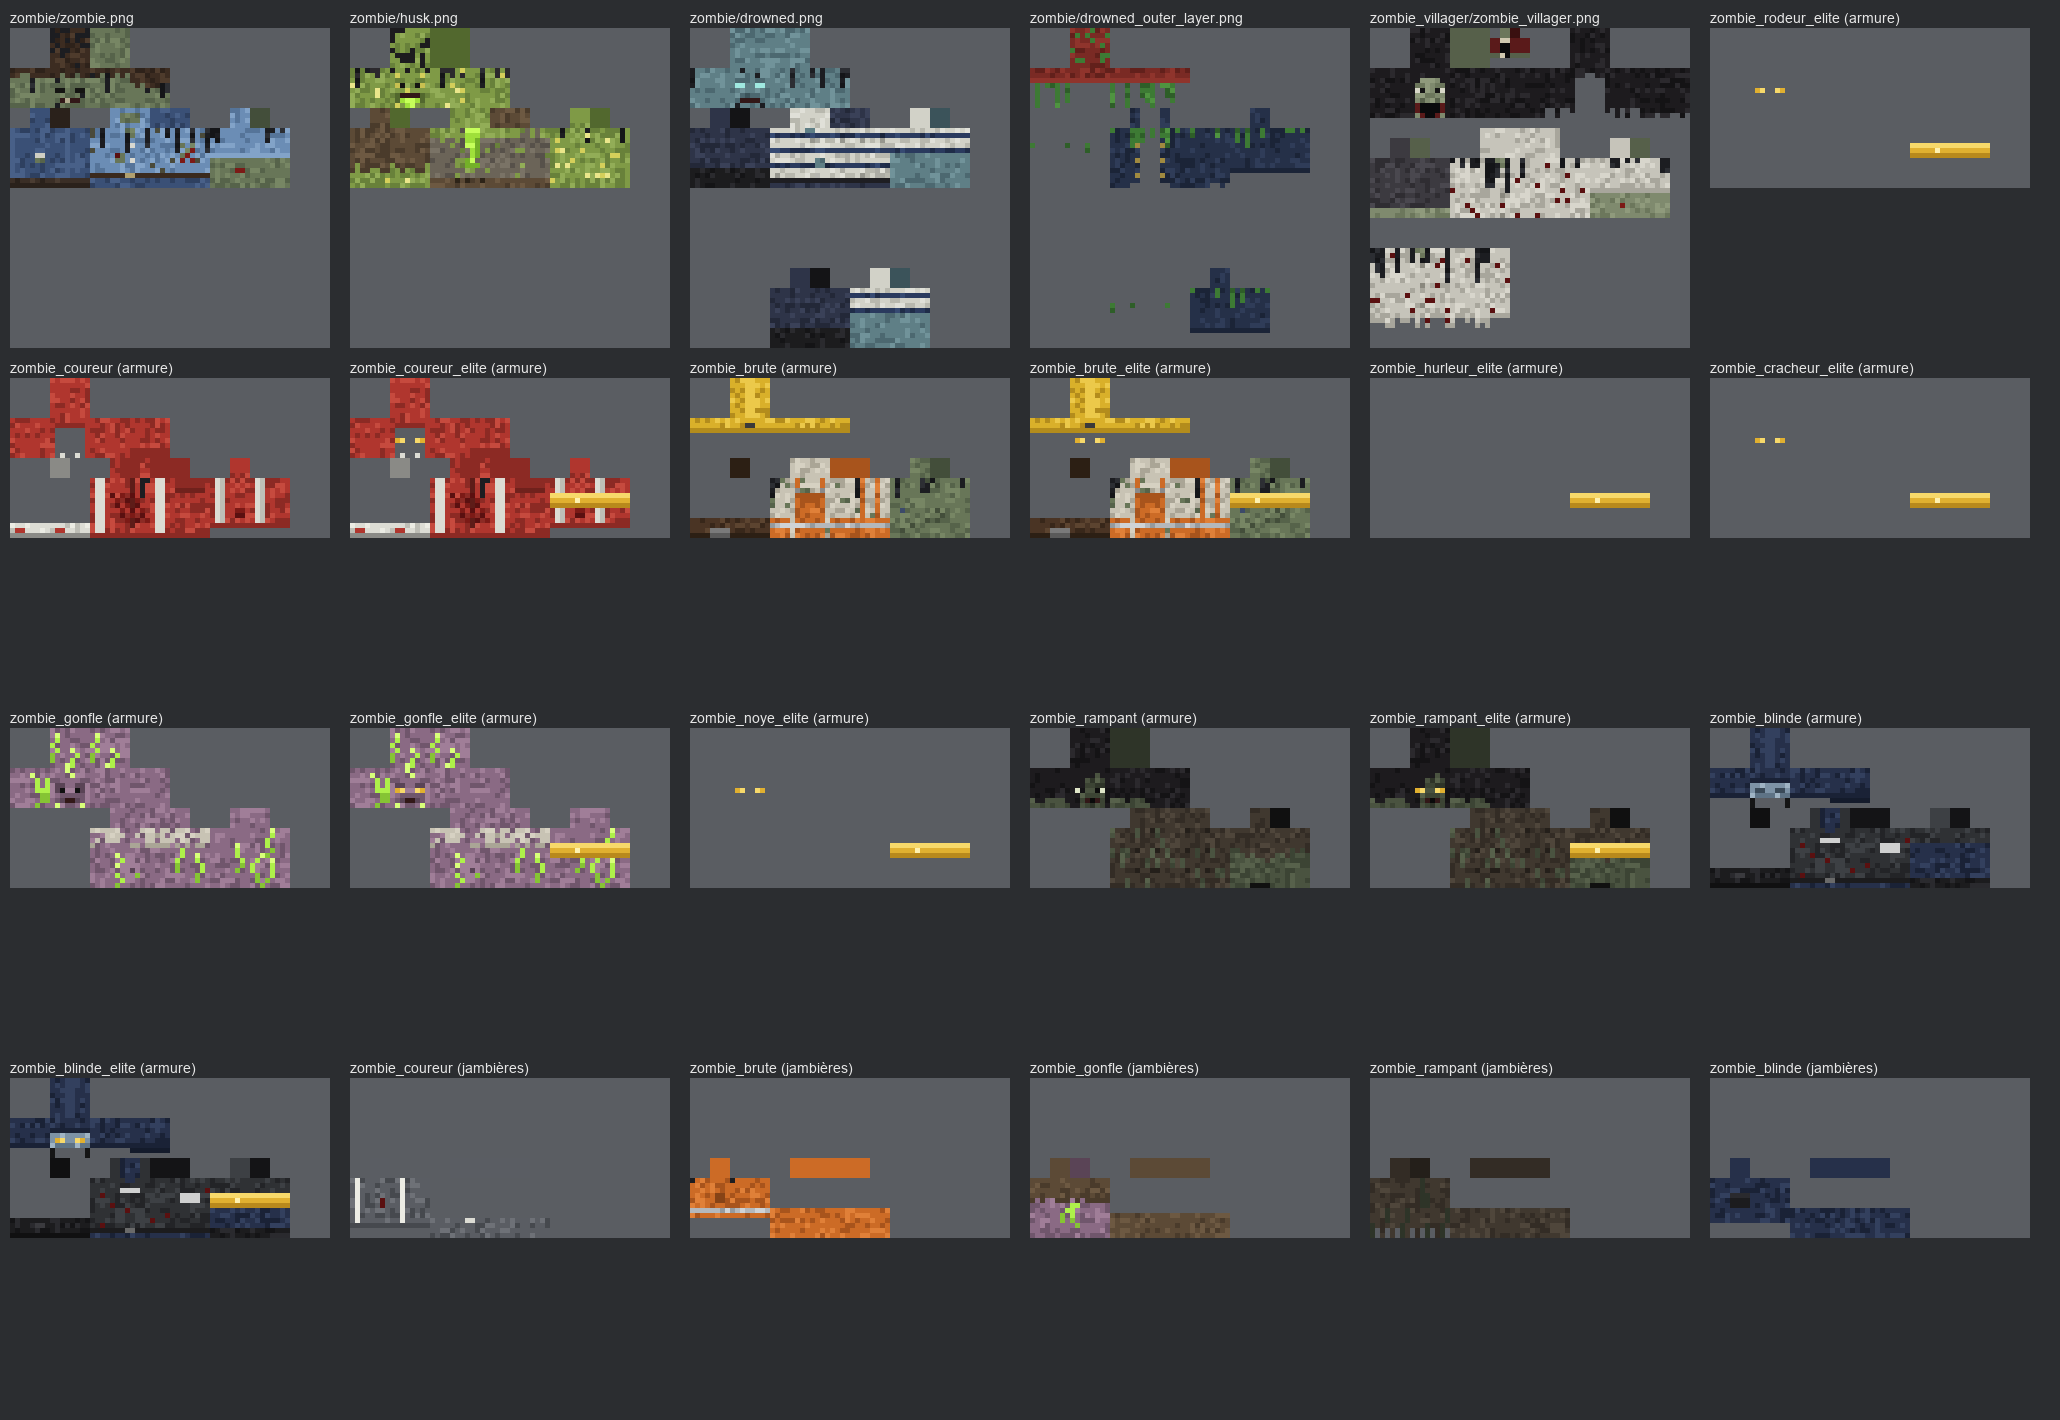 zombie/zombie.png
zombie/husk.png
zombie/drowned.png
zombie/drowned_outer_layer.png
zombie_villager/zombie_villager.png
zombie_rodeur_elite (armure)
zombie_coureur (armure)
zombie_coureur_elite (armure)
zombie_brute (armure)
zombie_brute_elite (armure)
zombie_hurleur_elite (armure)
zombie_cracheur_elite (armure)
zombie_gonfle (armure)
zombie_gonfle_elite (armure)
zombie_noye_elite (armure)
zombie_rampant (armure)
zombie_rampant_elite (armure)
zombie_blinde (armure)
zombie_blinde_elite (armure)
zombie_coureur (jambières)
zombie_brute (jambières)
zombie_gonfle (jambières)
zombie_rampant (jambières)
zombie_blinde (jambières)